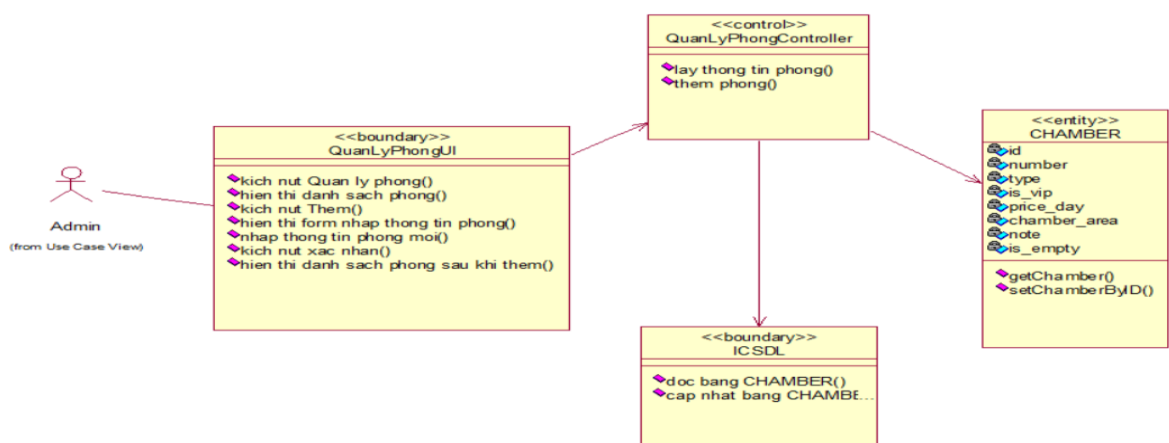 <<control>>
QuanLyPhongController
lay thong tin phong()
them phong()
<<boundary>>
QuanLyPhongUI
kich nut Quan ly phong()
hien thi danh sach phong()
kich nut Them()
hien thi form nhap thong tin phong()
nhap thong tin phong moi()
kich nut xac nhan()
hien thi danh sach phong sau khi them()
Admin
(from Use Case View)
<<entity>>
CHAMBER
id
number
type
is_vip
price_day
chamber_area
note
is_empty
getChamber()
setChamberByID()
<<boundary>>
ICSDL
doc bang CHAMBER()
cap nhat bang CHAMBE...